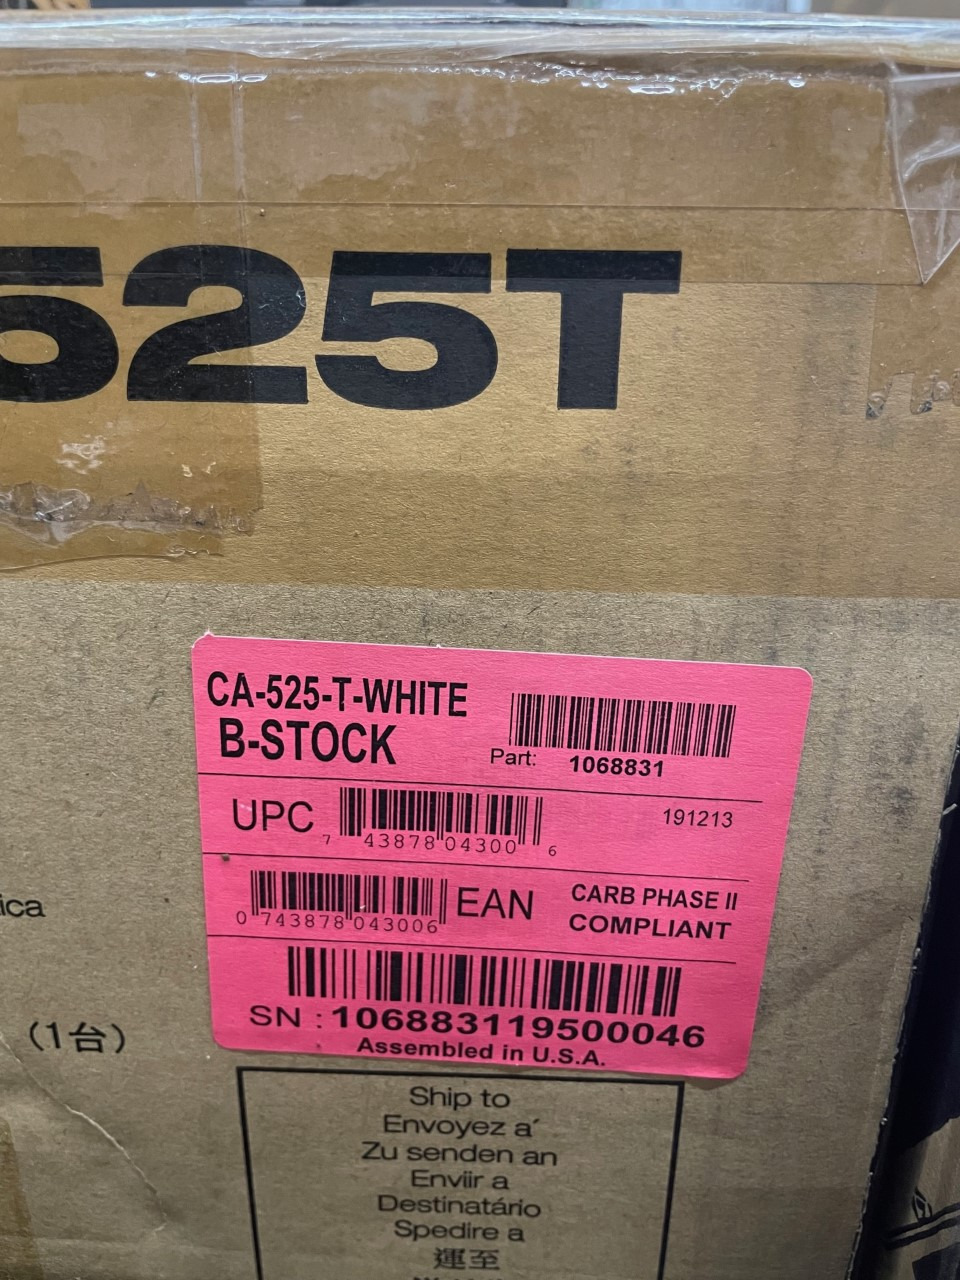 525T
CA-525-T-WHITE
B-STOCK
Part: 1068831
UPC
7 43878 04300 6
191213
0 743878 043006
EAN
CARB PHASE II
COMPLIANT
SN : 106883119500046
Assembled in U.S.A.
ica
(1台)
Ship to
Envoyez a´
Zu senden an
Enviir a
Destinatário
Spedire a
運至